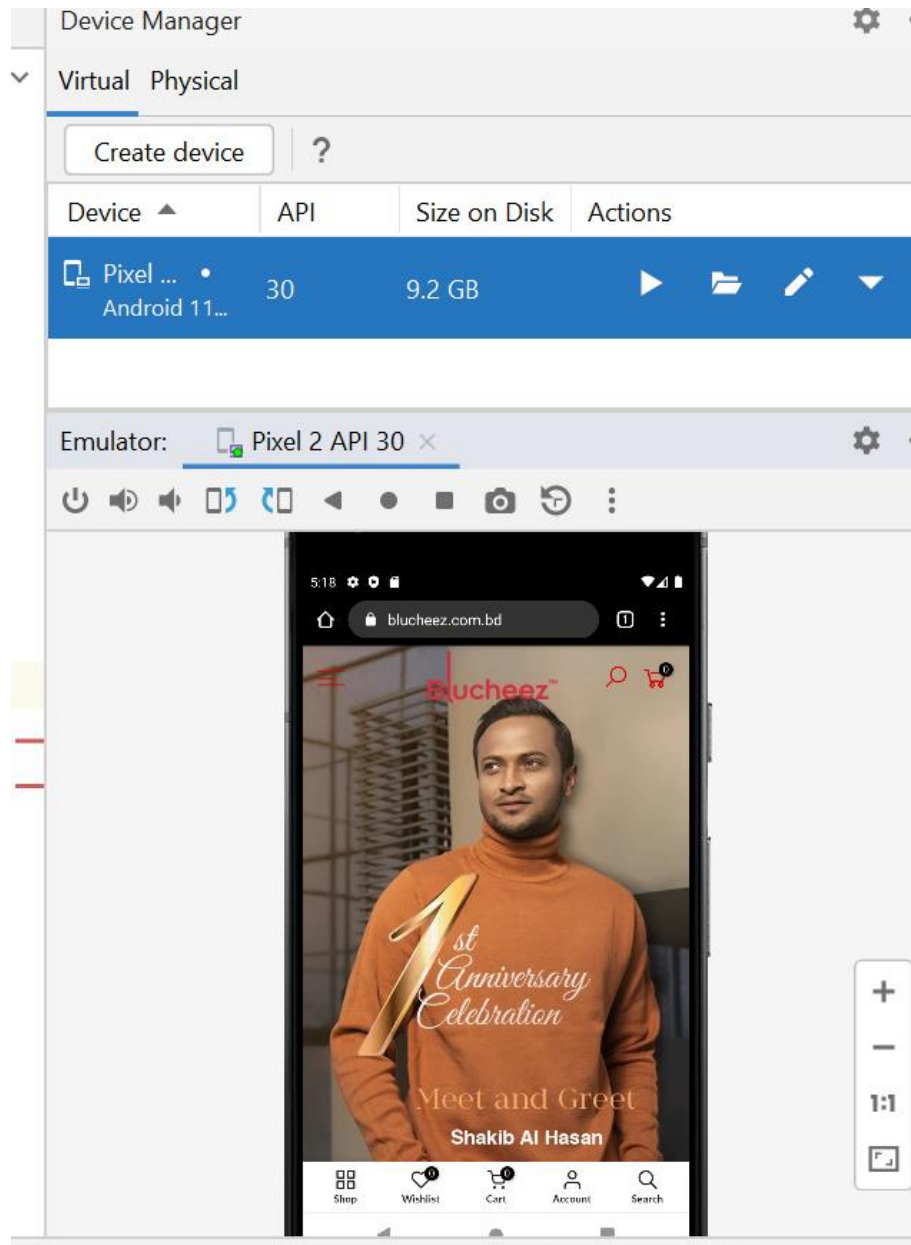 Device Manager
Virtual Physical
Create device ?
Device API Size on Disk Actions
Pixel ... 30 9.2 GB
Android 11...
Emulator: Pixel 2 API 30
5:18
blucheez.com.bd 1
Blucheez™ 0
1st
Anniversary
Celebration
Meet and Greet
Shakib Al Hasan
0 0
Shop Wishlist Cart Account Search
1:1